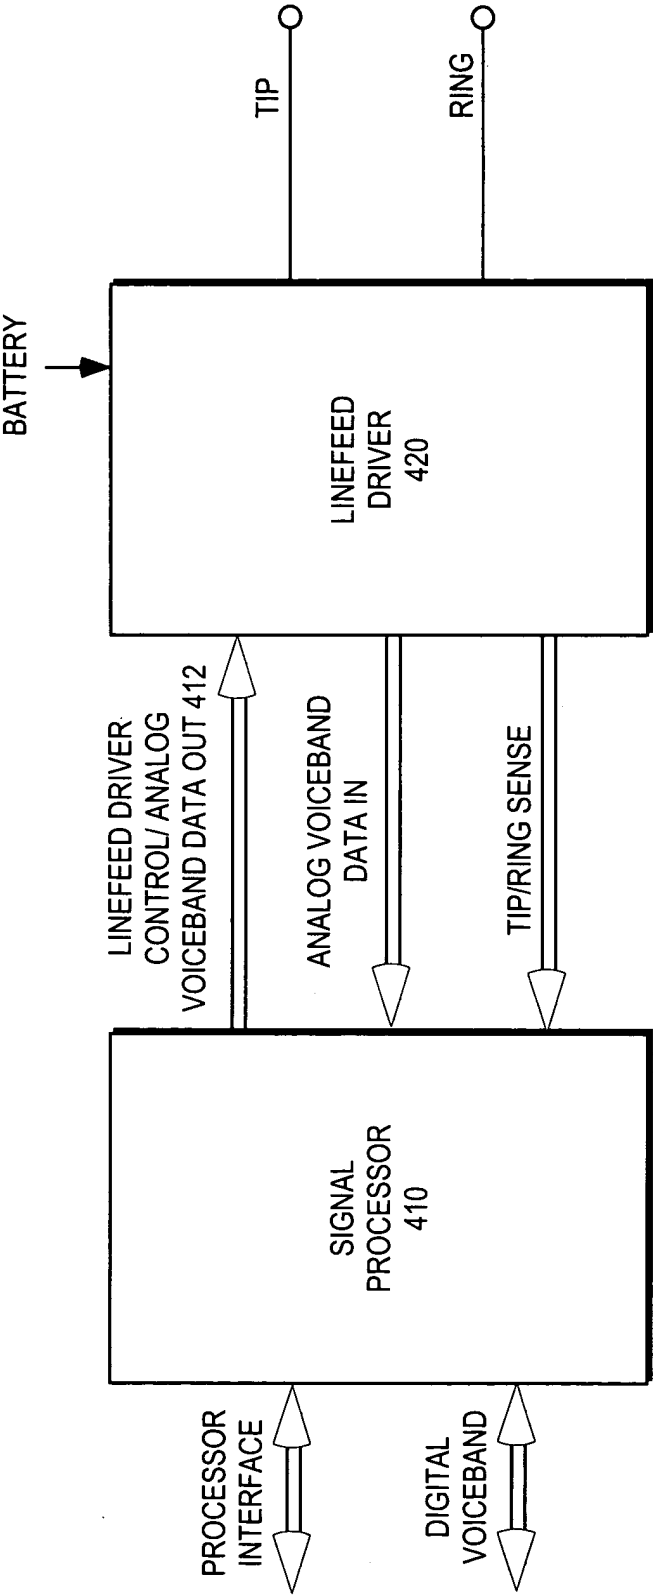 PROCESSOR
INTERFACE
DIGITAL
VOICEBAND
SIGNAL
PROCESSOR
410
LINEFEED DRIVER
CONTROL/ ANALOG
VOICEBAND DATA OUT 412
ANALOG VOICEBAND
DATA IN
TIP/RING SENSE
BATTERY
LINEFEED
DRIVER
420
TIP
RING